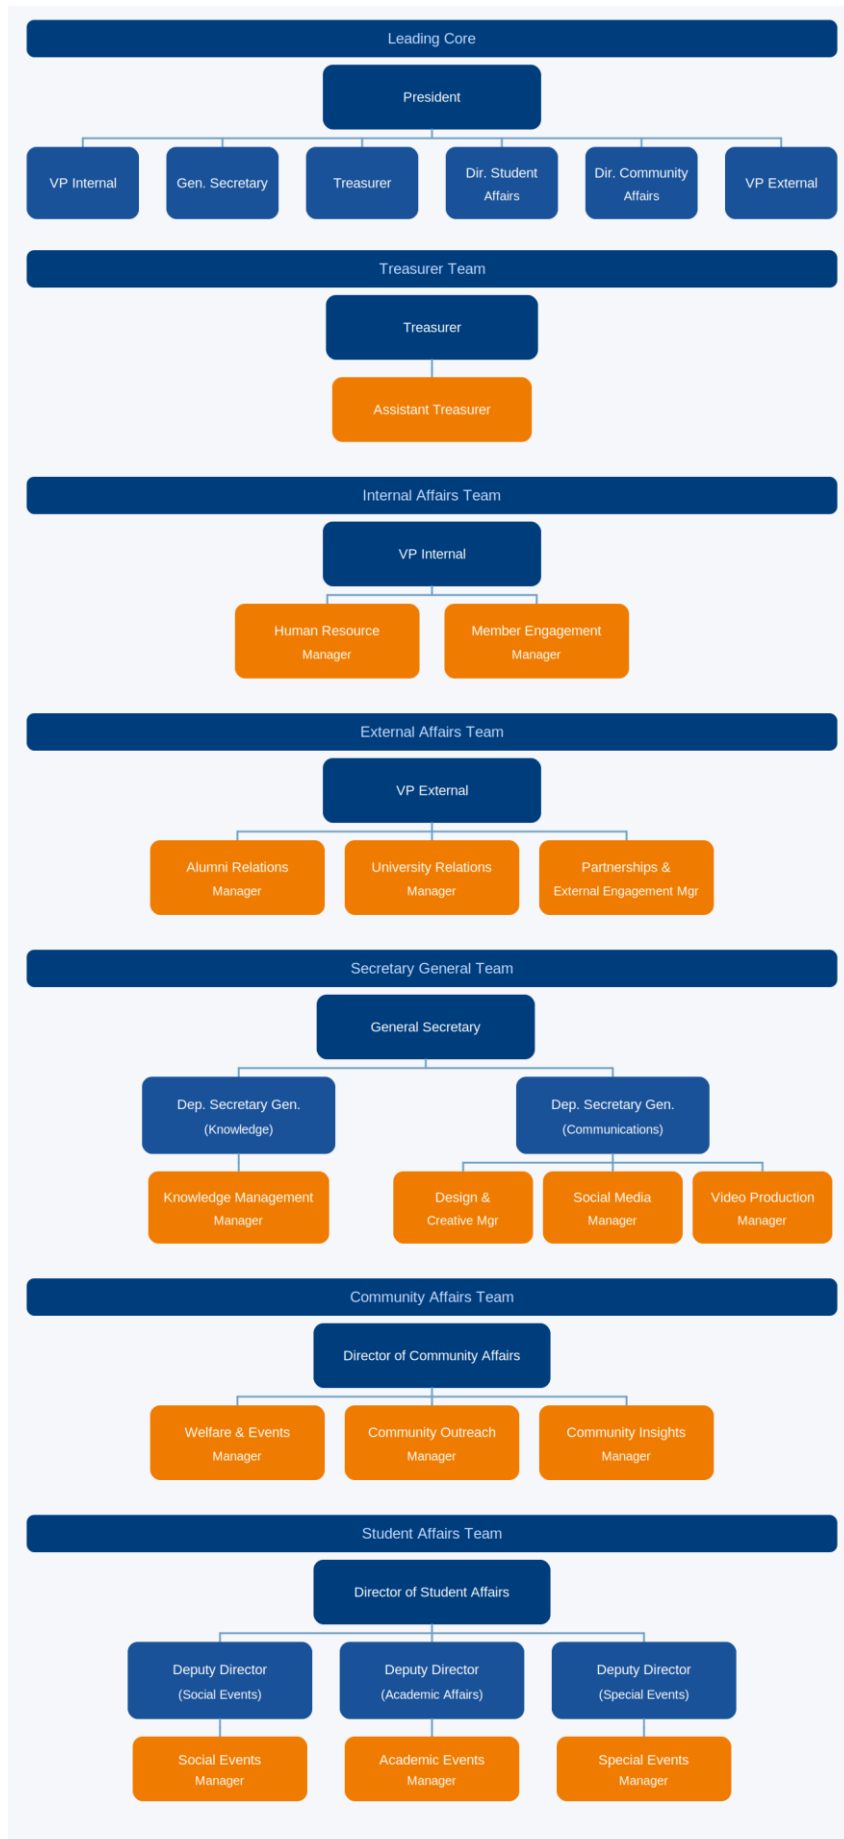 Leading Core
President
VP Internal
Gen. Secretary
Treasurer
Dir. Student
Affairs
Dir. Community
Affairs
VP External
Treasurer Team
Treasurer
Assistant Treasurer
Internal Affairs Team
VP Internal
Human Resource
Manager
Member Engagement
Manager
External Affairs Team
VP External
Alumni Relations
Manager
University Relations
Manager
Partnerships &
External Engagement Mgr
Secretary General Team
General Secretary
Dep. Secretary Gen.
(Knowledge)
Dep. Secretary Gen.
(Communications)
Knowledge Management
Manager
Design &
Creative Mgr
Social Media
Manager
Video Production
Manager
Community Affairs Team
Director of Community Affairs
Welfare & Events
Manager
Community Outreach
Manager
Community Insights
Manager
Student Affairs Team
Director of Student Affairs
Deputy Director
(Social Events)
Deputy Director
(Academic Affairs)
Deputy Director
(Special Events)
Social Events
Manager
Academic Events
Manager
Special Events
Manager